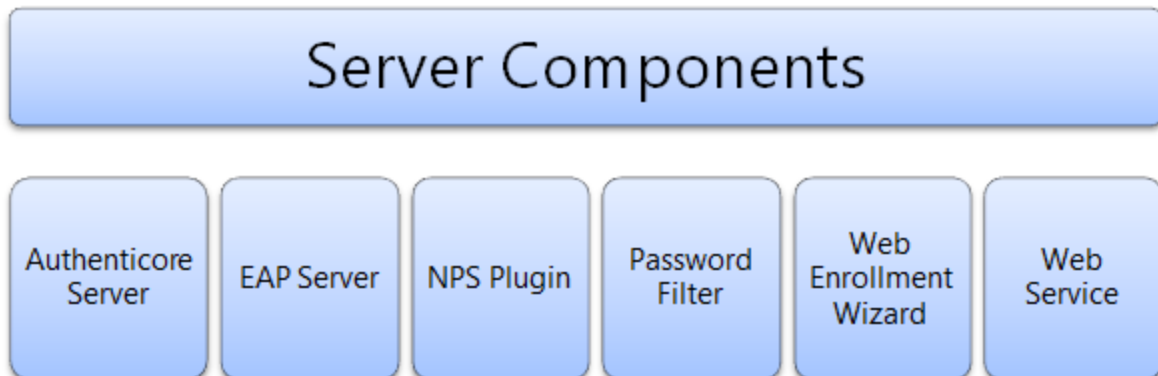 Server Components
Authenticore
Server
EAP Server
NPS Plugin
Password
Filter
Web
Enrollment
Wizard
Web
Service